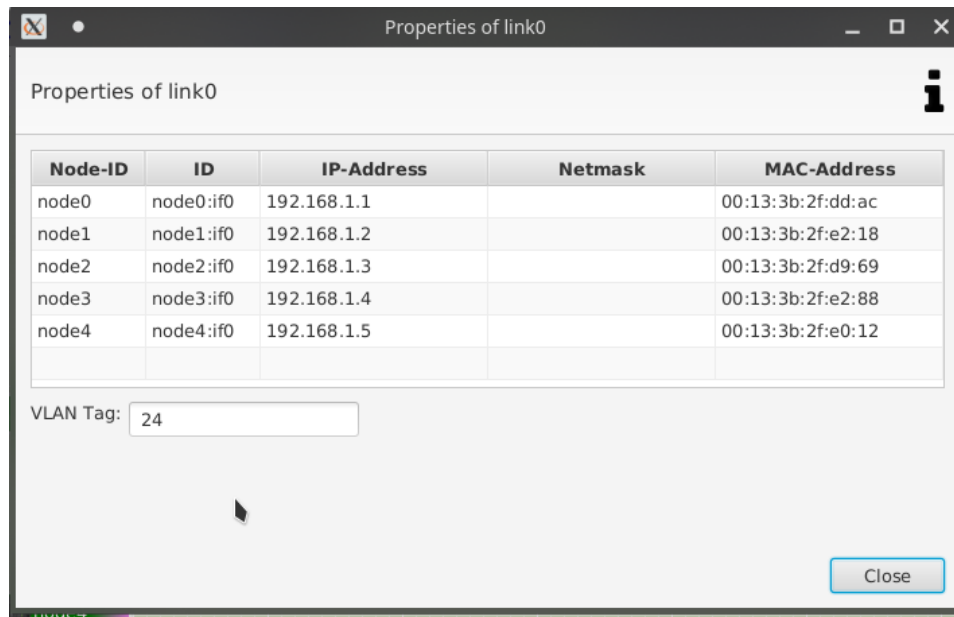 Properties of link0
Properties of link0
Node-ID ID IP-Address Netmask MAC-Address
node0 node0:if0 192.168.1.1 00:13:3b:2f:dd:ac
node1 node1:if0 192.168.1.2 00:13:3b:2f:e2:18
node2 node2:if0 192.168.1.3 00:13:3b:2f:d9:69
node3 node3:if0 192.168.1.4 00:13:3b:2f:e2:88
node4 node4:if0 192.168.1.5 00:13:3b:2f:e0:12
VLAN Tag: 24
Close